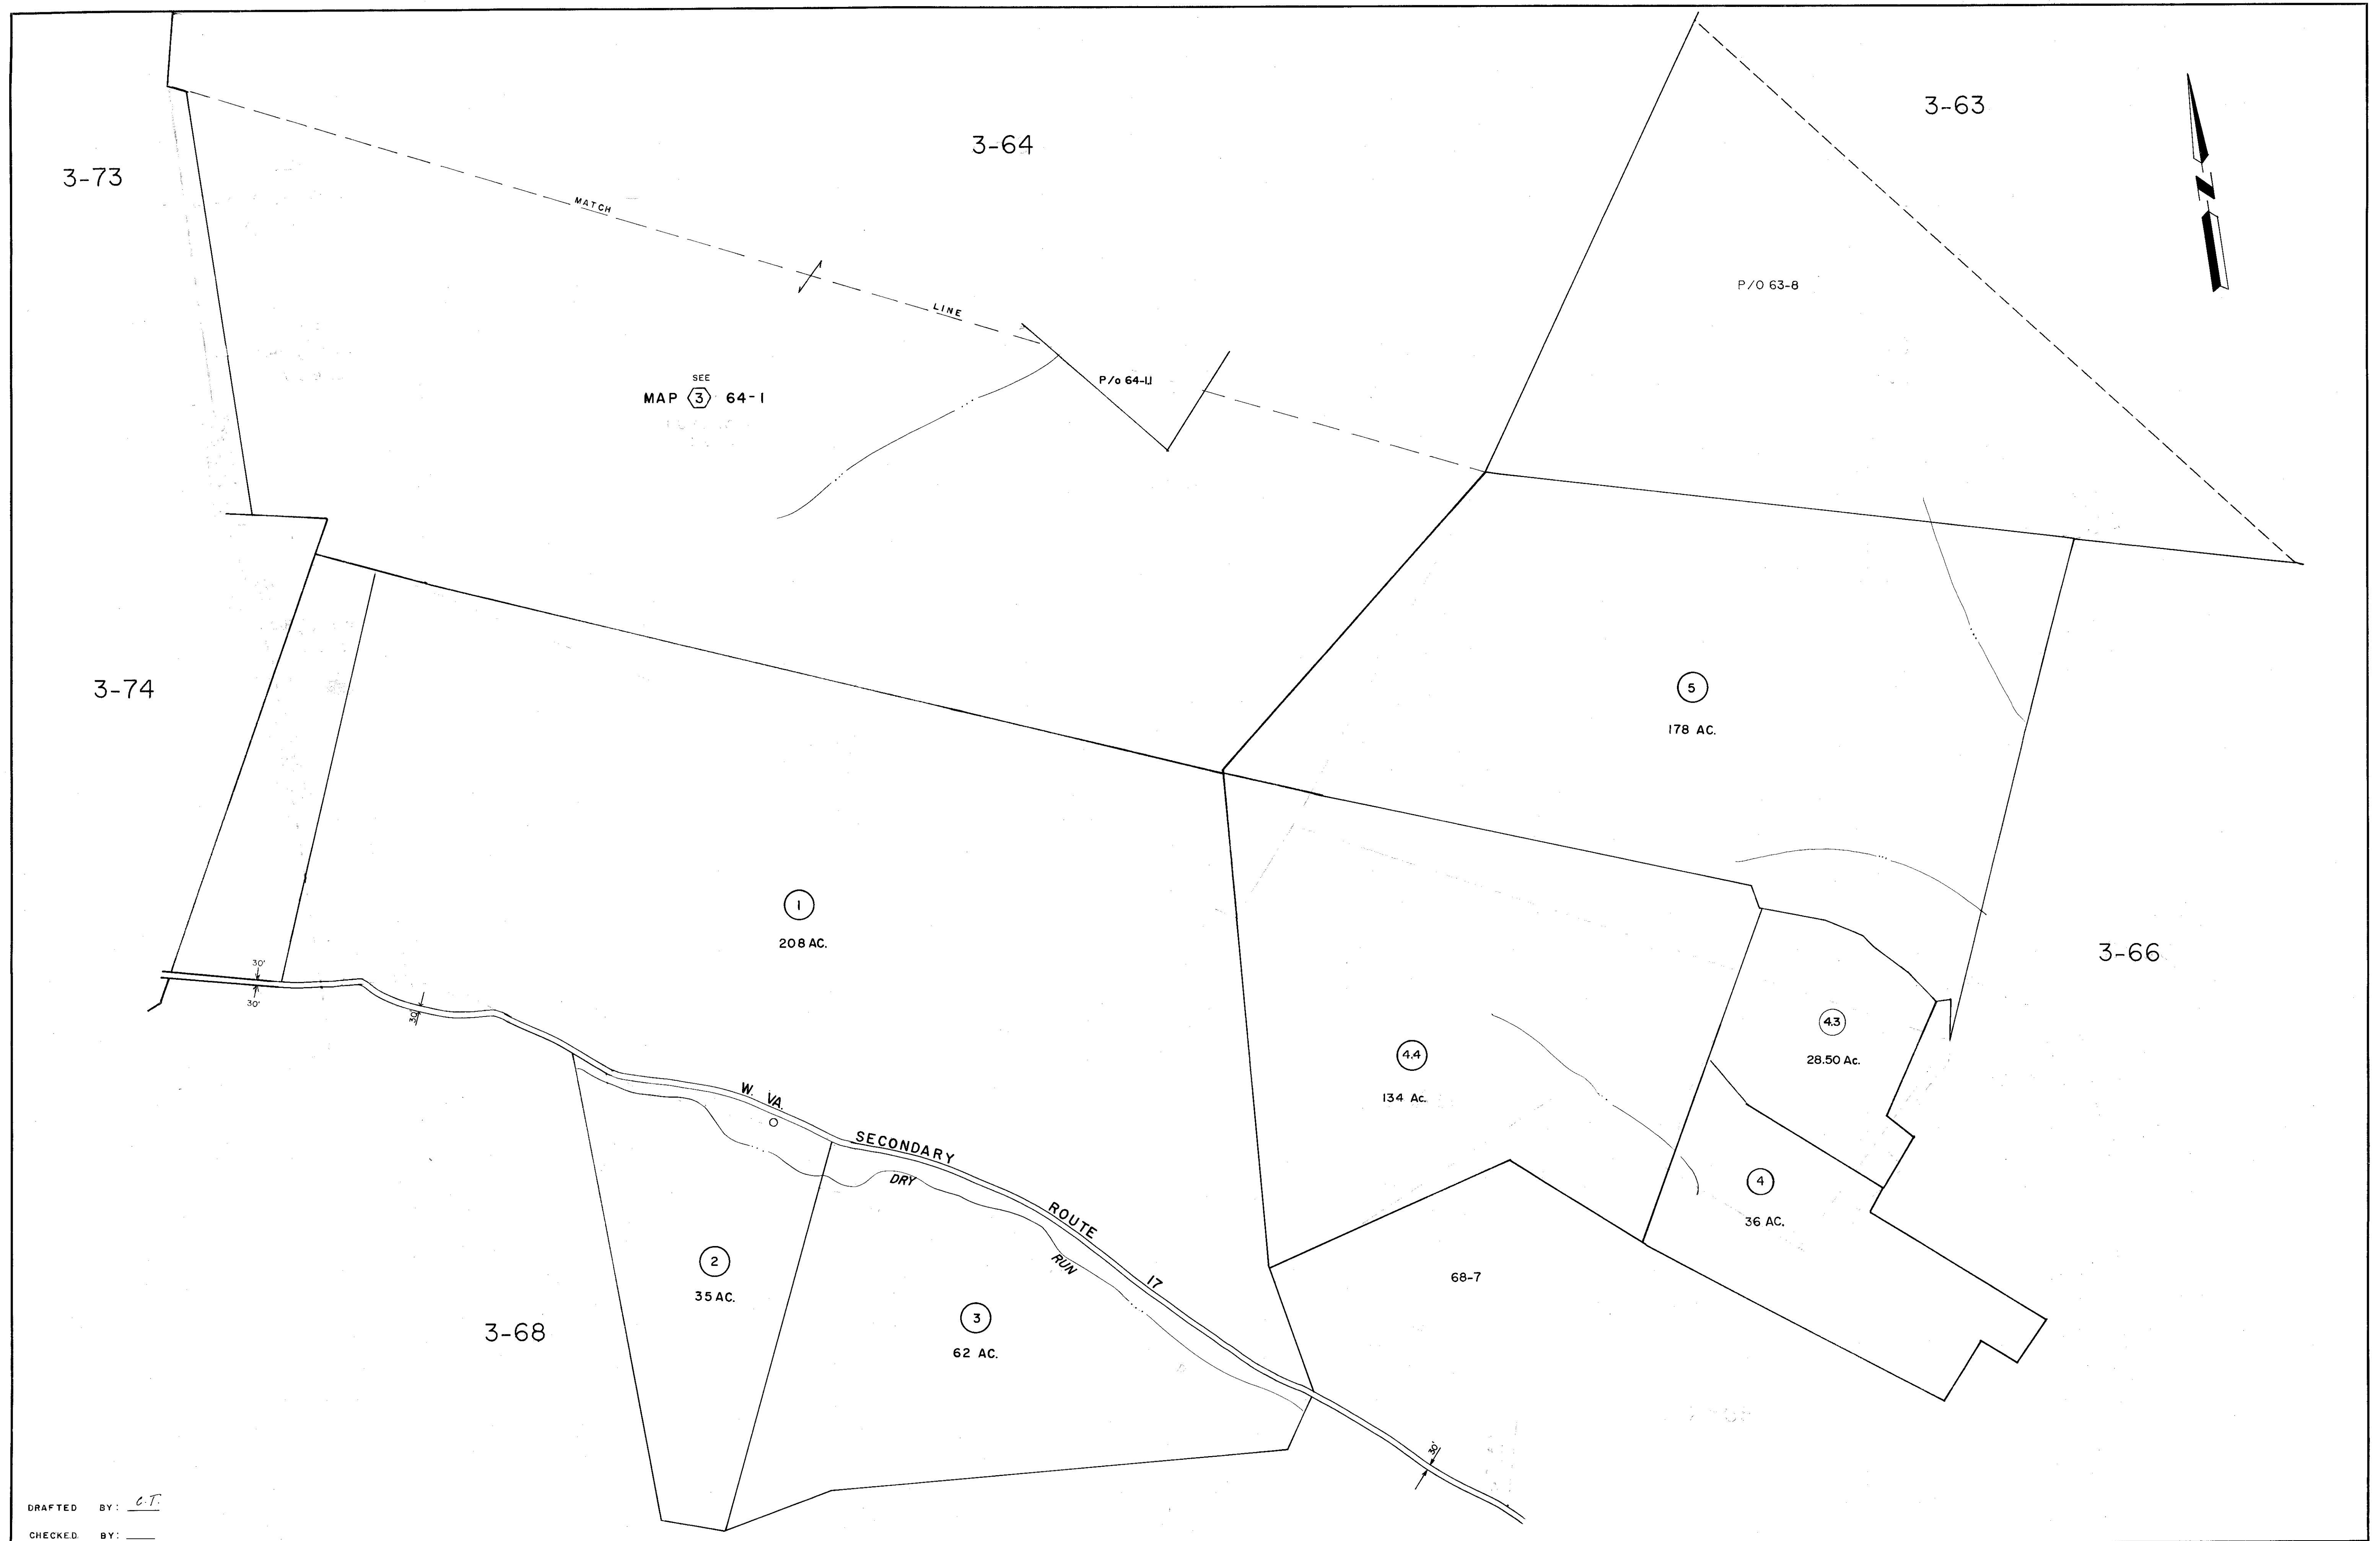 3-63
3-64
3-73
MATCH
LINE
P/O 63-8
P/o 64-1.1
SEE
MAP 3 64-1
3-74
5
178 AC.
1
208 AC.
3-66
30'
30'
30'
4.3
28.50 Ac.
4.4
134 Ac.
W. VA. SECONDARY ROUTE 17
DRY RUN
4
36 AC.
2
35 AC.
68-7
3
62 AC.
3-68
30'
DRAFTED BY: C.T.
CHECKED BY: